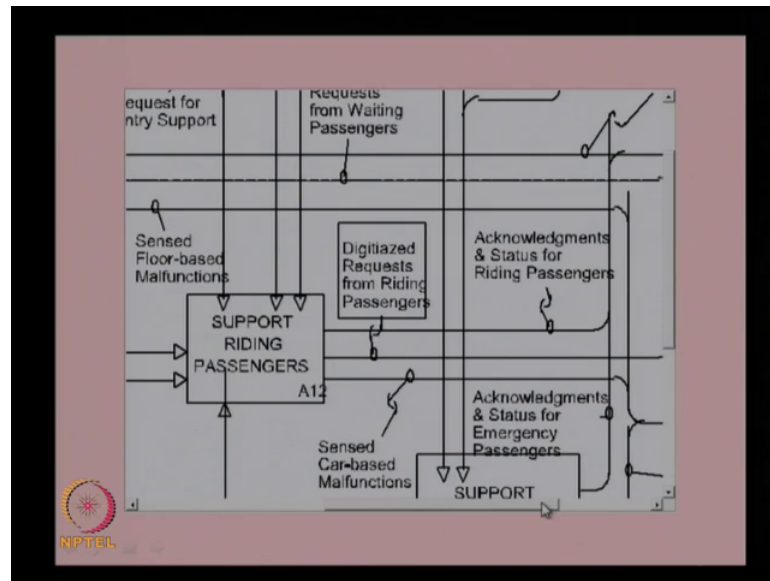 equest for
ntry Support
Requests
from Waiting
Passengers
Sensed
Floor-based
Malfunctions
Digitiazed
Requests
from Riding
Passengers
Acknowledgments
& Status for
Riding Passengers
SUPPORT
RIDING
PASSENGERS
A12
Sensed
Car-based
Malfunctions
Acknowledgments
& Status for
Emergency
Passengers
SUPPORT
NPTEL